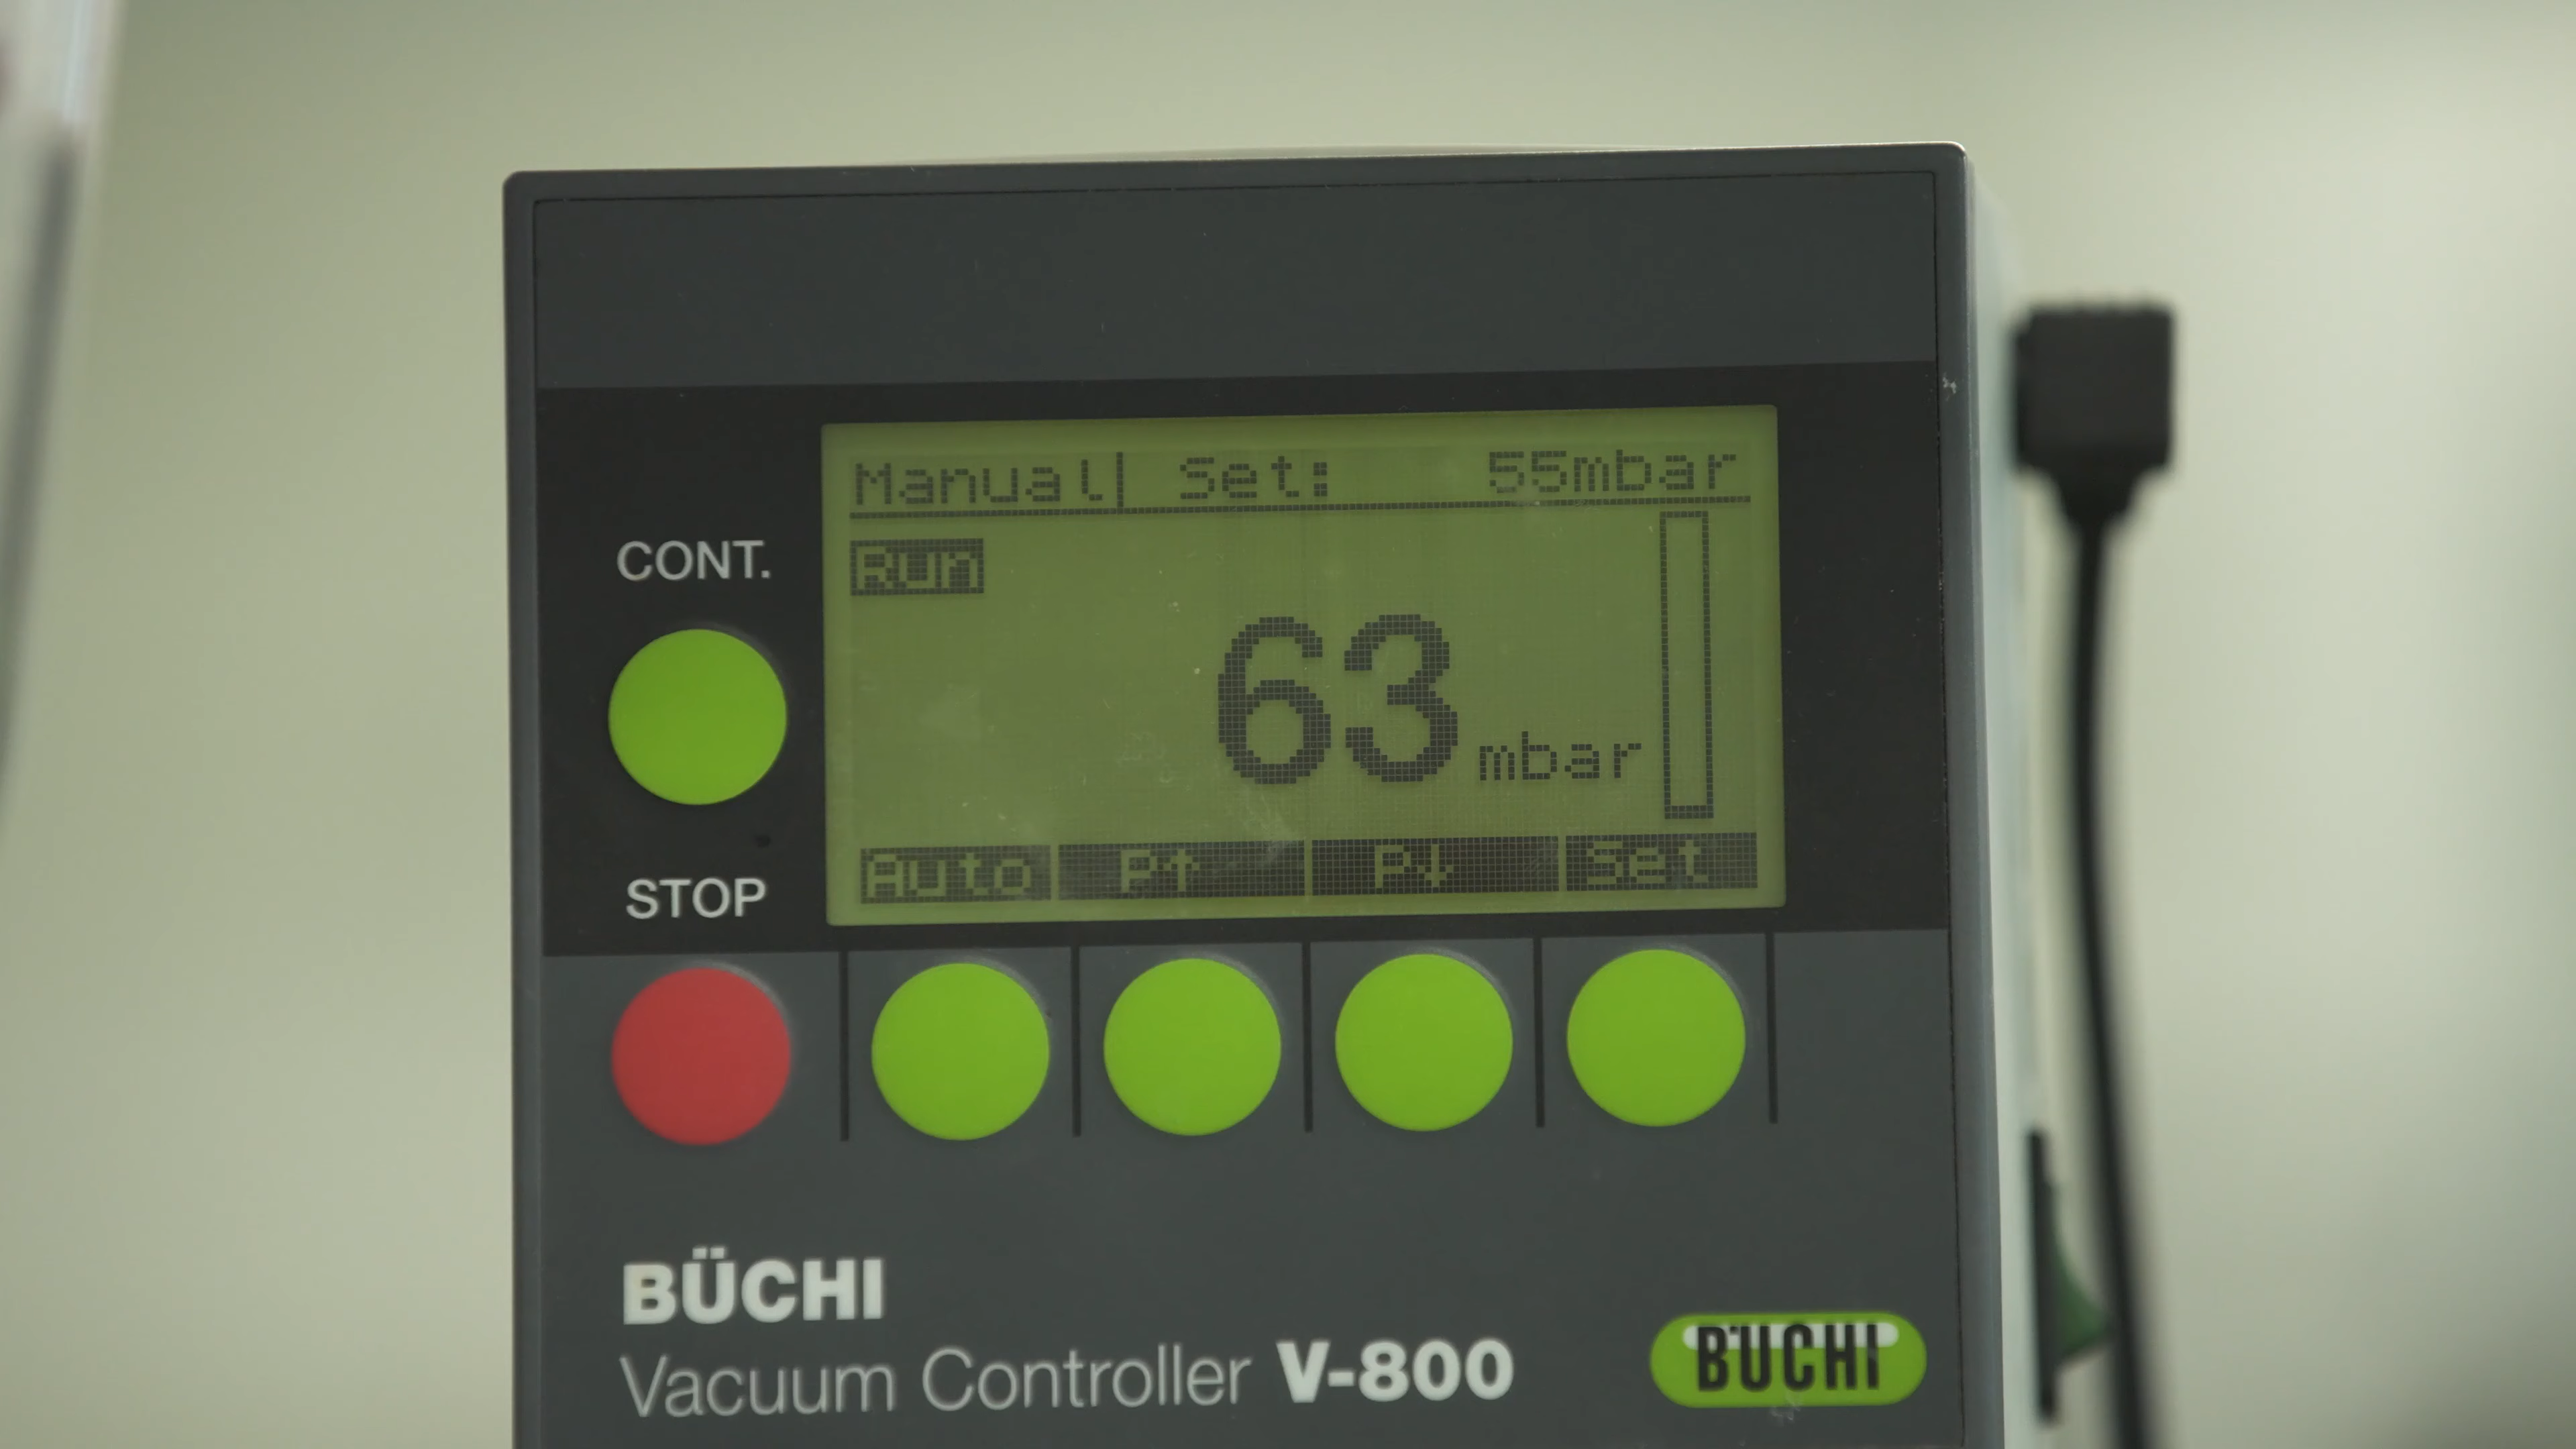 Manual| Set: 55mbar
Run
CONT.
63 mbar
Auto P↑ P↓ Set
STOP
BÜCHI
Vacuum Controller V-800
BÜCHI